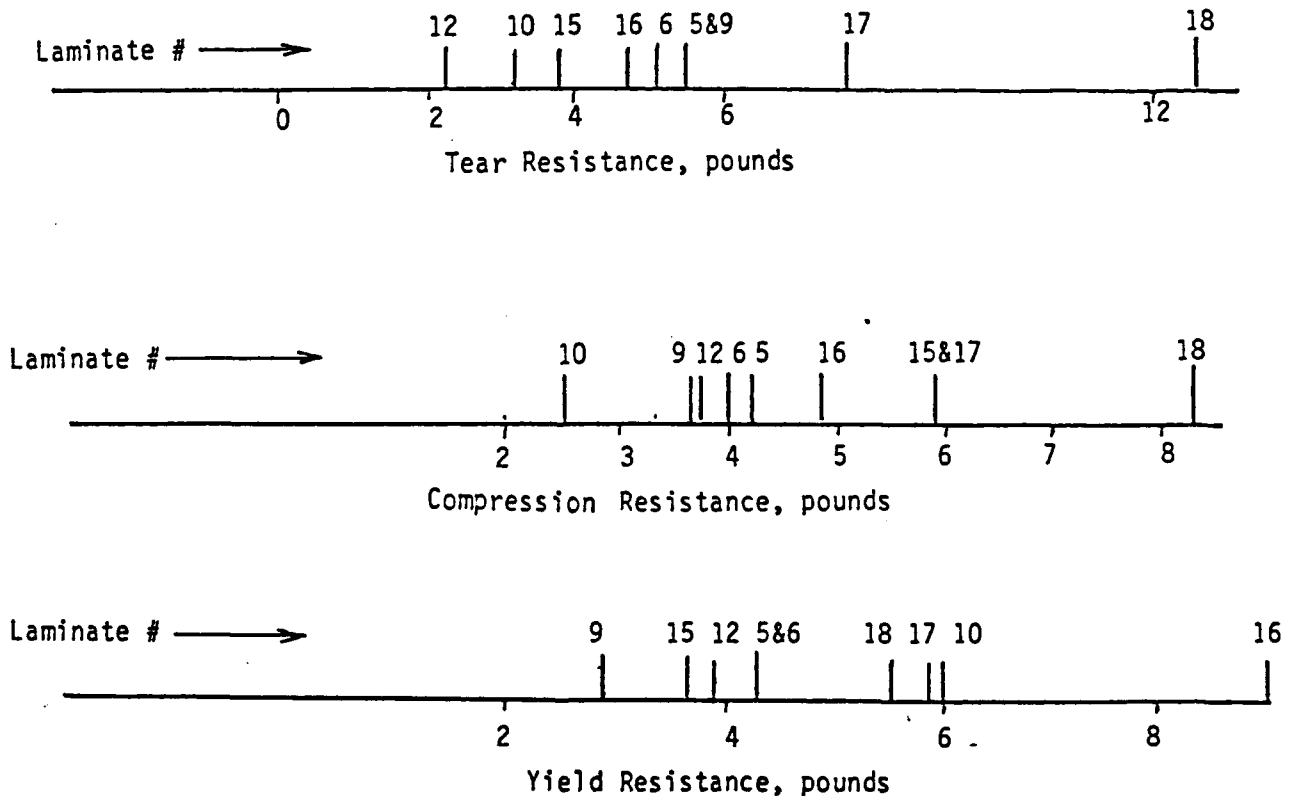 12 10 15 16 6 5&9 17 18
Laminate #
0 2 4 6 12
Tear Resistance, pounds
10 9 12 6 5 16 15&17 18
Laminate #
2 3 4 5 6 7 8
Compression Resistance, pounds
9 15 12 5&6 18 17 10 16
Laminate #
2 4 6 8
Yield Resistance, pounds